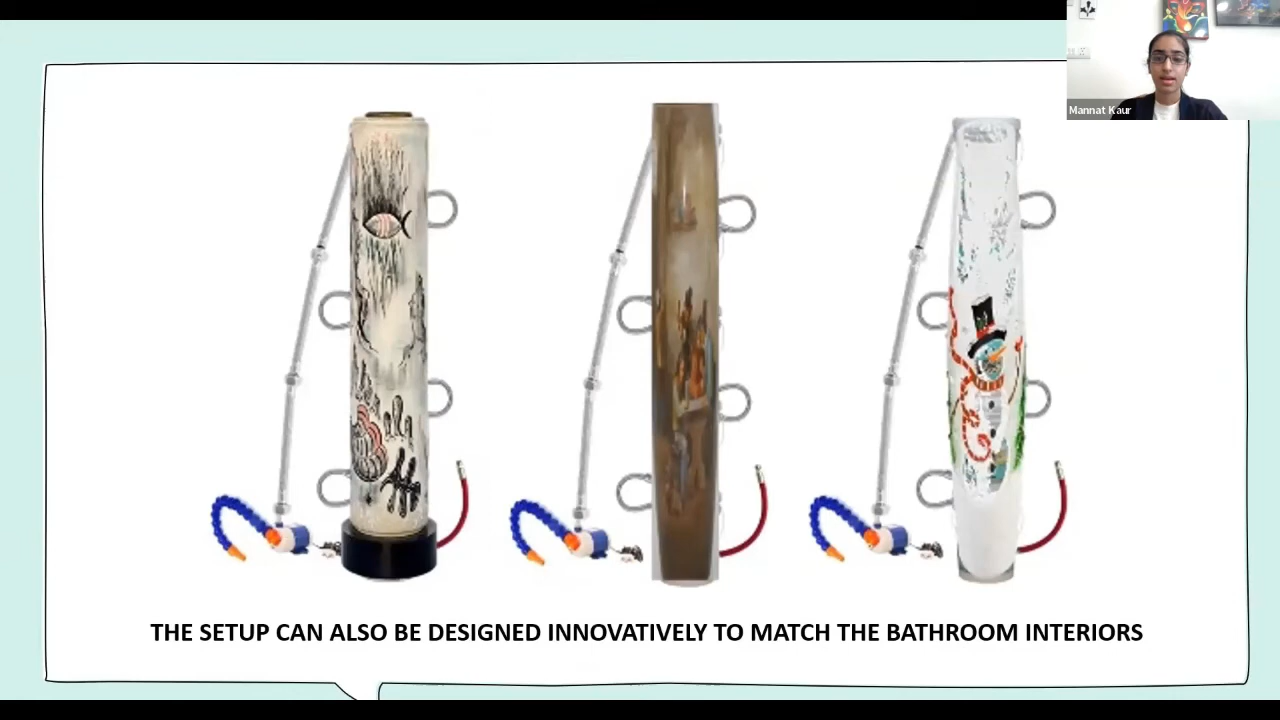 Mannat Kaur
THE SETUP CAN ALSO BE DESIGNED INNOVATIVELY TO MATCH THE BATHROOM INTERIORS